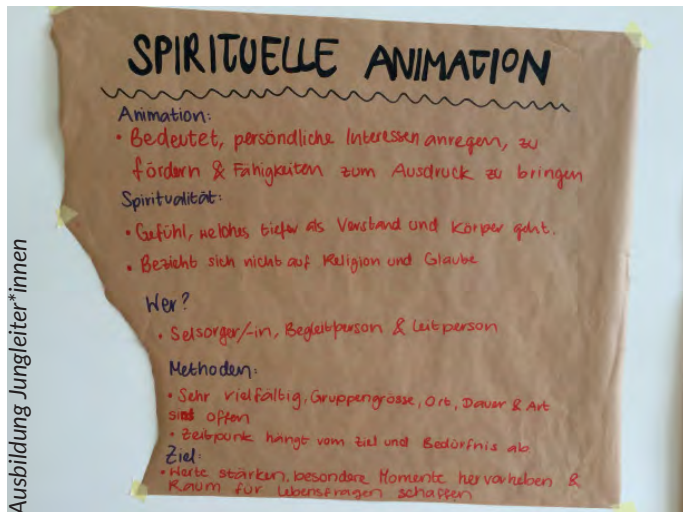 SPIRITUELLE ANIMATION
Animation:
• Bedeutet, persöndliche Interessen anregen, zu
fördern & Fähigkeiten zum Ausdruck zu bringen
Spiritualität:
• Gefühl, welches tiefer als Verstand und Körper geht.
• Bezieht sich nicht auf Religion und Glaube
Wer?
• Selsorger/-in, Begleitperson & Leitperson
Methoden:
• Sehr vielfältig, Gruppengrösse, Ort, Dauer & Art
sind offen
• Zeitpunk hängt vom Ziel und Bedürfnis ab
Ziel:
• Werte stärken, besondere Momente hervorheben &
Raum für Lebensfragen schaffen
Ausbildung Jungleiter*innen